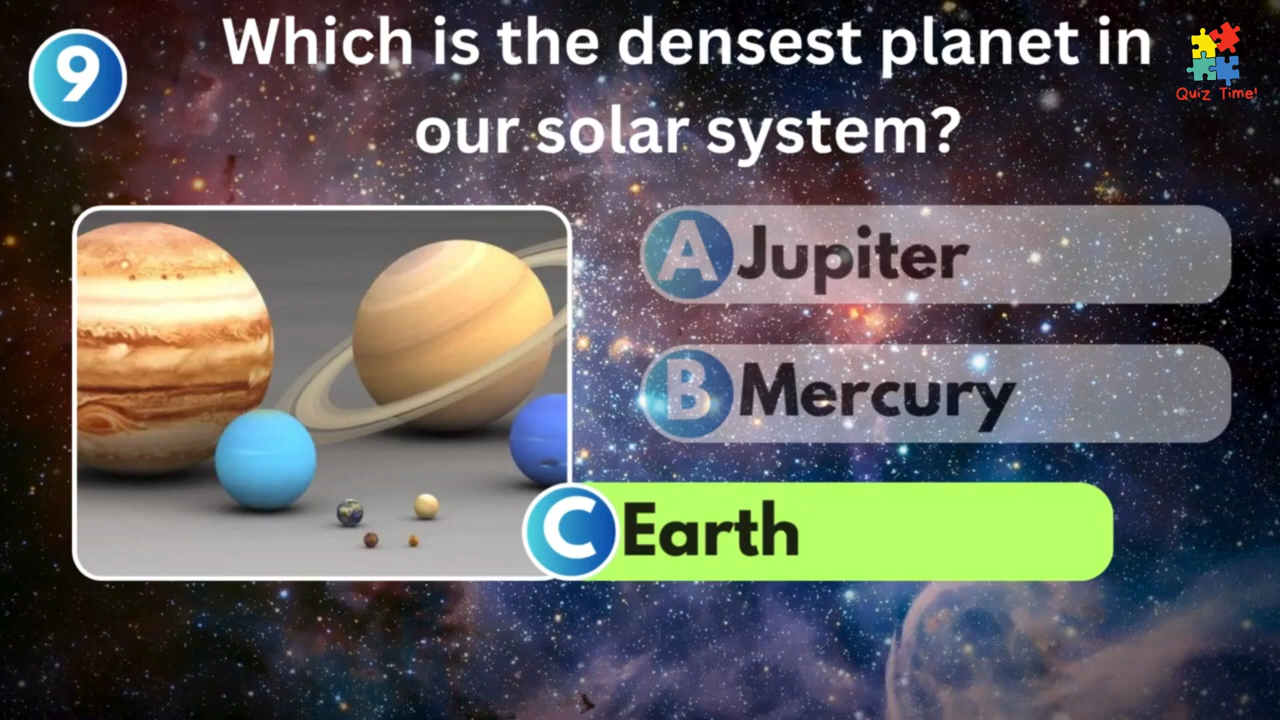 9
Which is the densest planet in
our solar system?
Quiz Time!
A Jupiter
B Mercury
C Earth